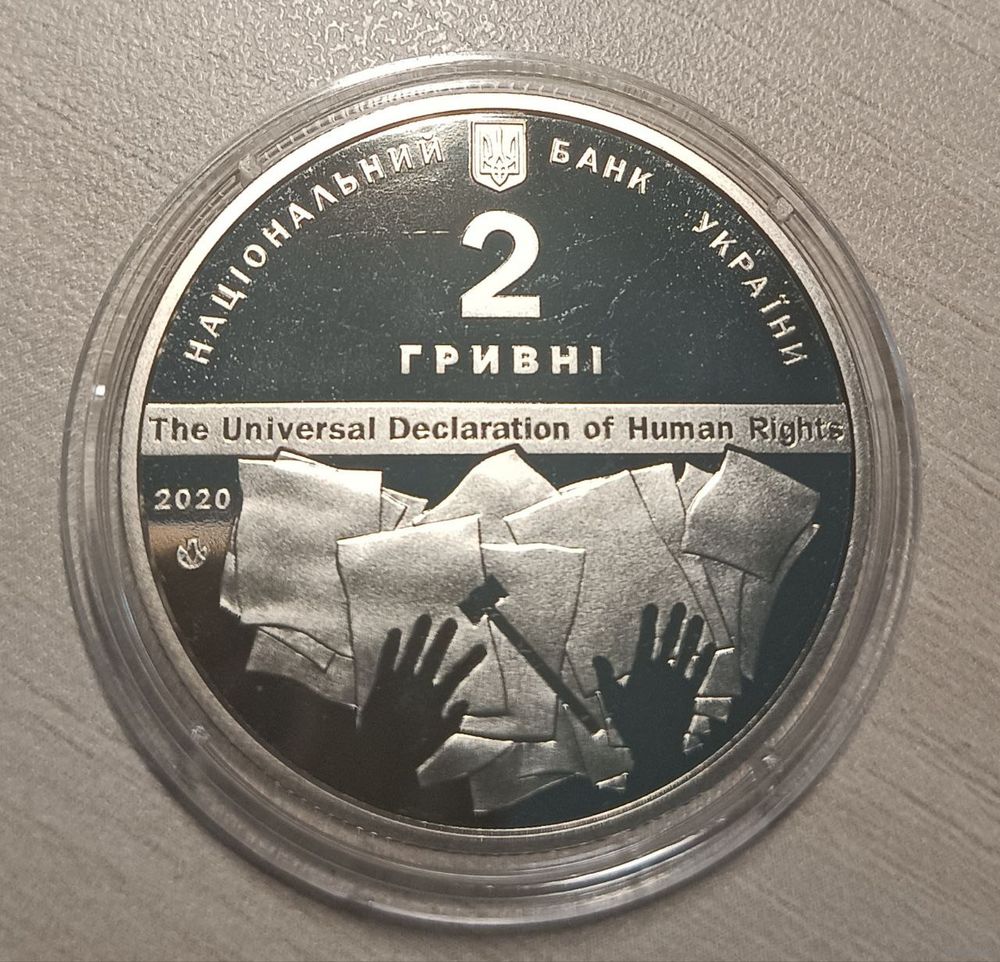 НАЦІОНАЛЬНИЙ БАНК УКРАЇНИ
2
ГРИВНІ
The Universal Declaration of Human Rights
2020